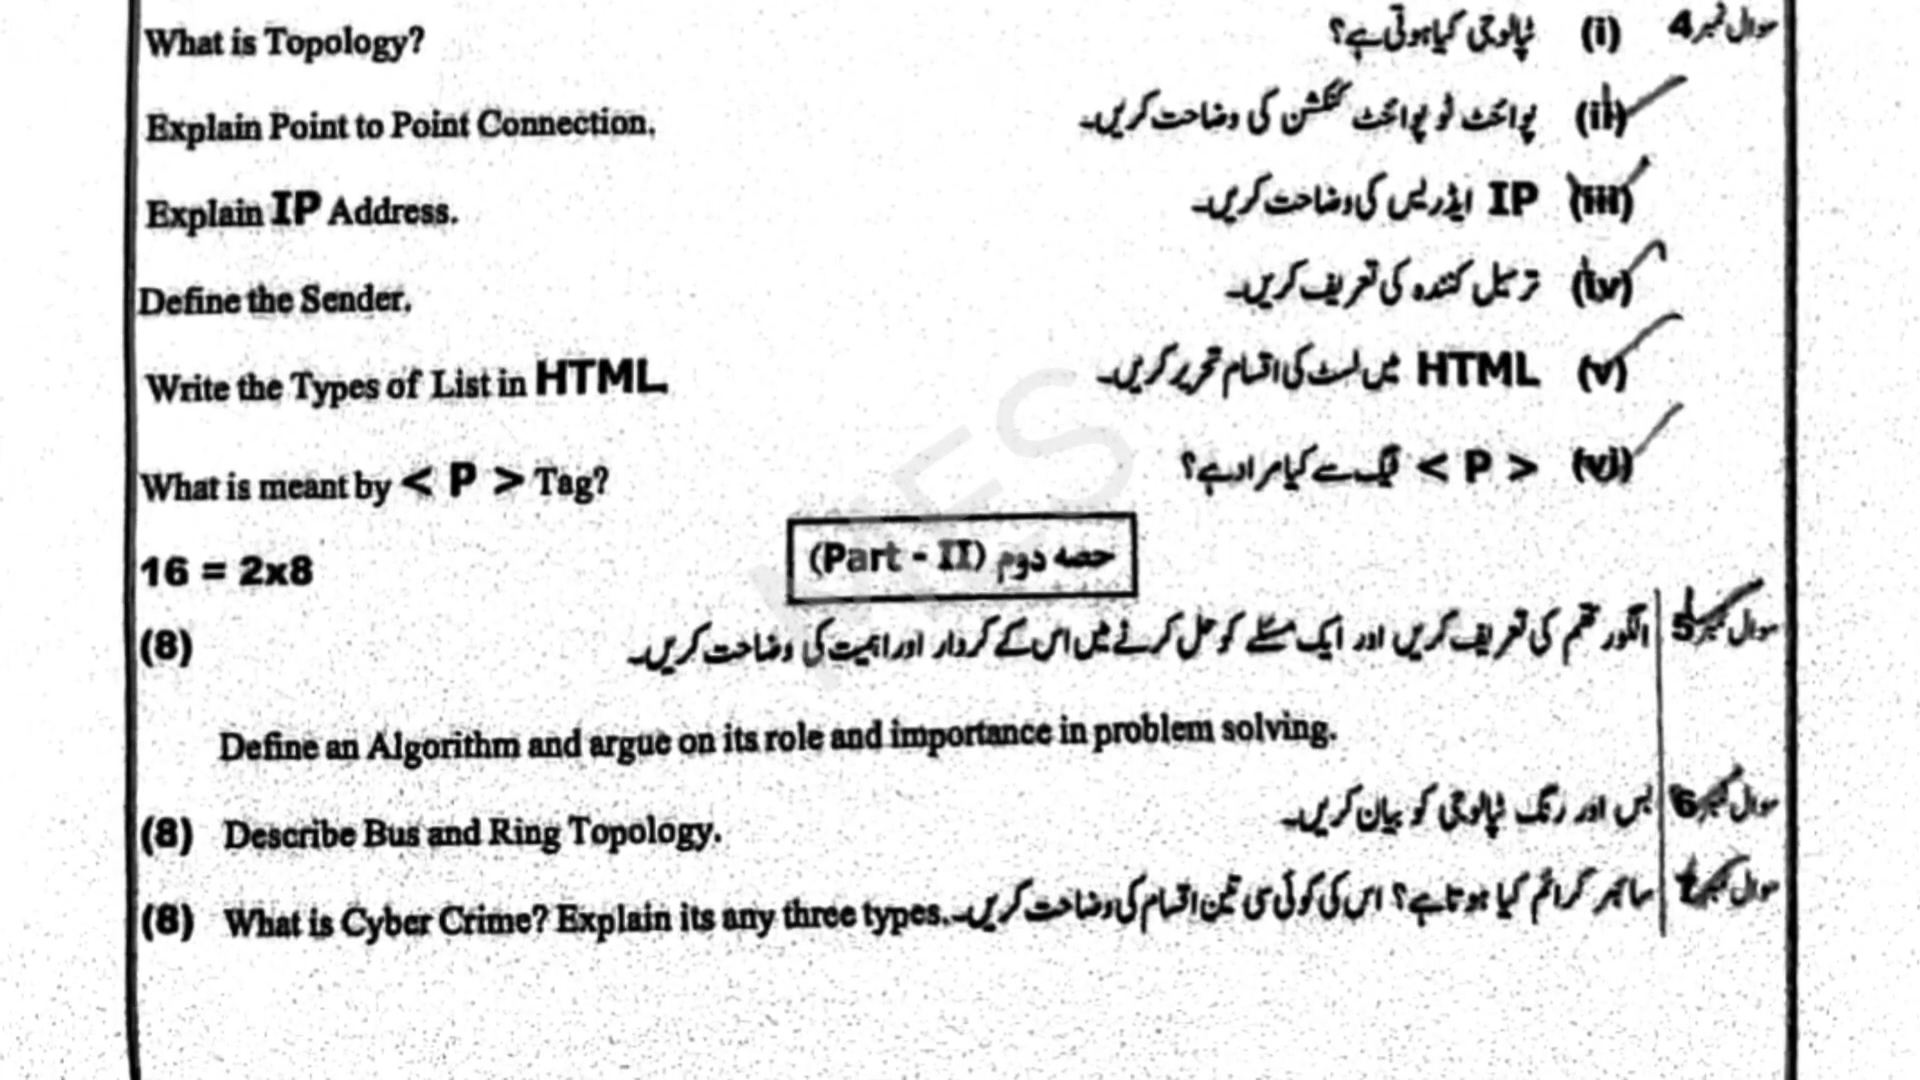 What is Topology? سوال نمبر 4 (i) ٹپالوجی کیا ہوتی ہے؟
Explain Point to Point Connection. (ii) پوائنٹ ٹو پوائنٹ کنکشن کی وضاحت کریں۔
Explain IP Address. (iii) IP ایڈریس کی وضاحت کریں۔
Define the Sender. (iv) ترسیل کنندہ کی تعریف کریں۔
Write the Types of List in HTML (v) HTML میں لسٹ کی اقسام تحریر کریں۔
What is meant by < P > Tag? (vi) < P > ٹیگ سے کیا مراد ہے؟
16 = 2x8 حصہ دوم (Part - II)
(8) سوال نمبر 5 الگورتھم کی تعریف کریں اور ایک مسئلے کو حل کرنے میں اس کے کردار اور اہمیت کی وضاحت کریں۔
Define an Algorithm and argue on its role and importance in problem solving.
(8) Describe Bus and Ring Topology. سوال نمبر 6 بس اور رنگ ٹپالوجی کو بیان کریں۔
(8) What is Cyber Crime? Explain its any three types. سوال نمبر 7 سائبر کرائم کیا ہوتا ہے؟ اس کی کوئی سی تین اقسام کی وضاحت کریں۔